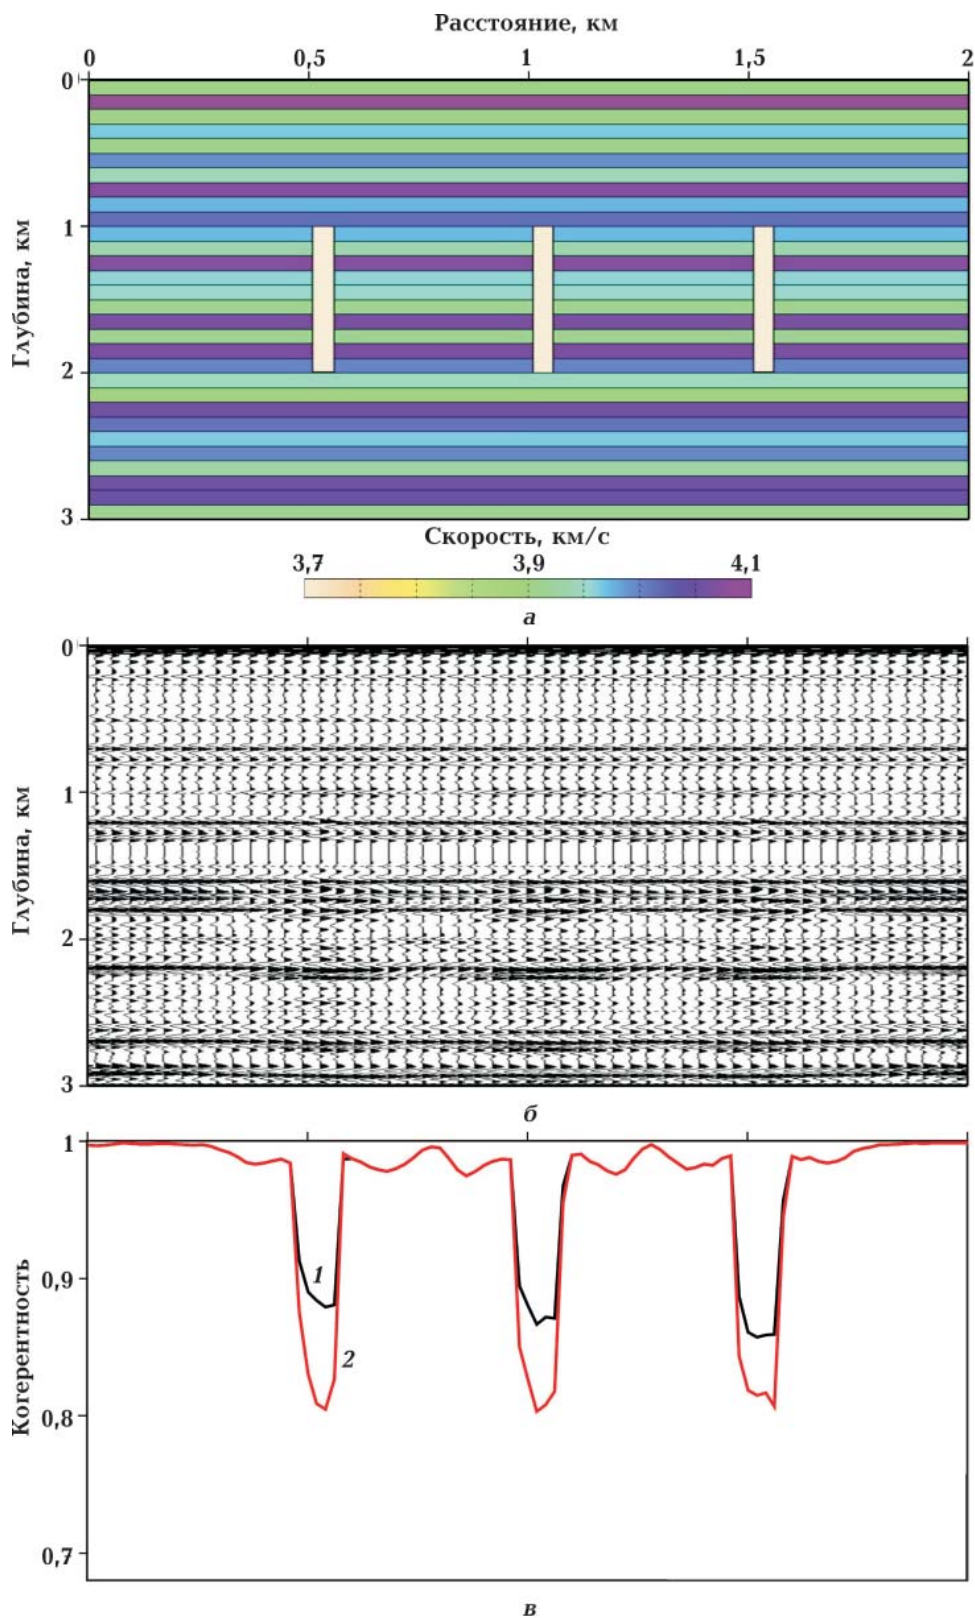 Расстояние, км
0 0,5 1 1,5 2
0
1
2
3
Глубина, км
Скорость, км/с
3,7 3,9 4,1
а
0
1
2
3
Глубина, км
б
1
0,9
0,8
0,7
Когерентность
1
2
в